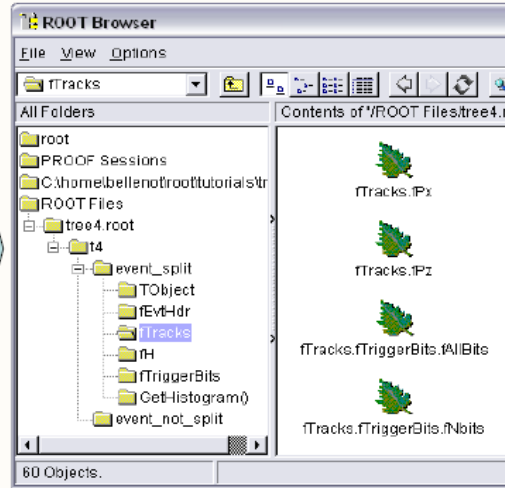 ROOT Browser
File View Options
fTracks
All Folders
Contents of "/ROOT Files/tree4.r
root
PROOF Sessions
C:\home\bellenot\root\tutorials\tr
ROOT Files
tree4.root
t4
event_split
TObject
fEvtHdr
fTracks
fH
fTriggerBits
GetHistogram()
event_not_split
fTracks.fPx
fTracks.fPz
fTracks.fTriggerBits.fAllBits
fTracks.fTriggerBits.fNbits
60 Objects.